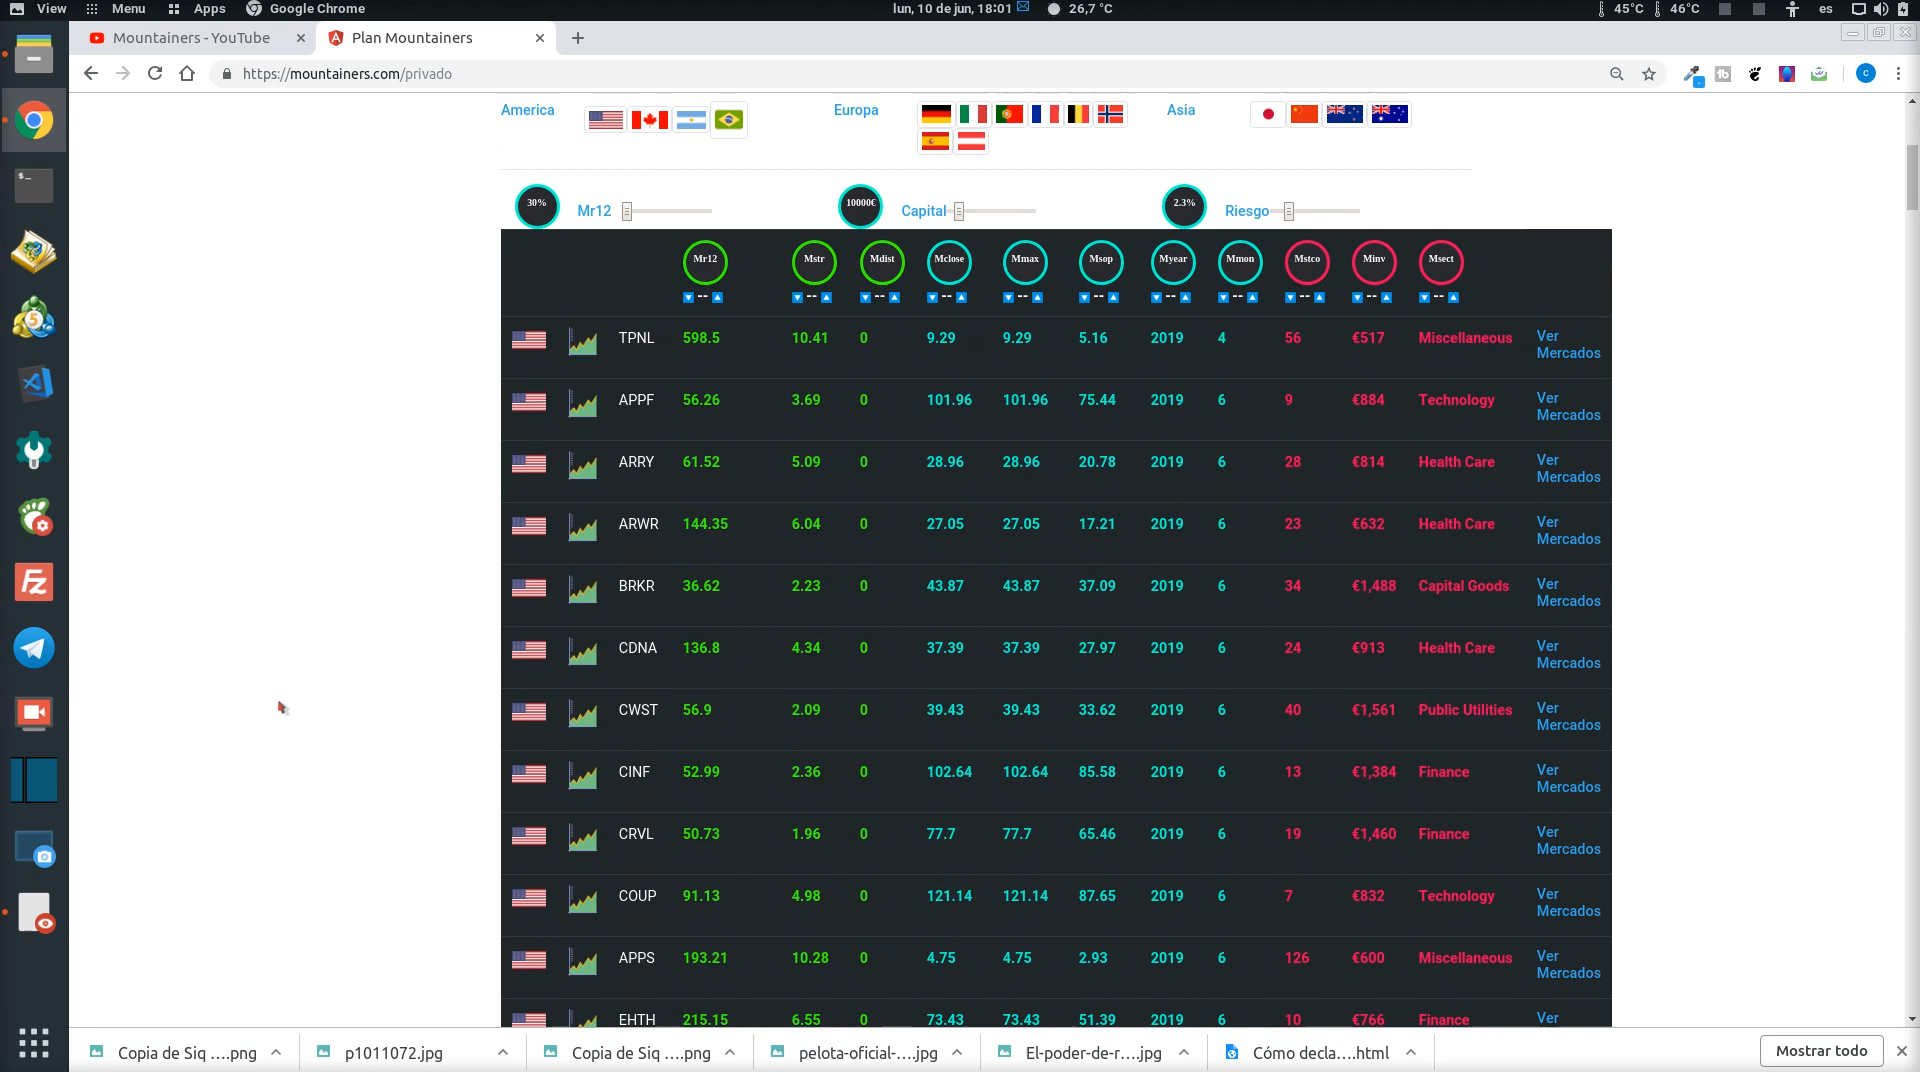 View Menu Apps Google Chrome lun, 10 de jun, 18:01 26,7 °C 45°C 46°C es
Mountainers - YouTube Plan Mountainers
https://mountainers.com/privado
America Europa Asia
30% Mr12 10000€ Capital 2.3% Riesgo
Mr12 Mstr Mdist Mclose Mmax Msop Myear Mmon Mstco Minv Msect
-- -- -- -- -- -- -- -- -- -- --
TPNL 598.5 10.41 0 9.29 9.29 5.16 2019 4 56 €517 Miscellaneous Ver Mercados
APPF 56.26 3.69 0 101.96 101.96 75.44 2019 6 9 €884 Technology Ver Mercados
ARRY 61.52 5.09 0 28.96 28.96 20.78 2019 6 28 €814 Health Care Ver Mercados
ARWR 144.35 6.04 0 27.05 27.05 17.21 2019 6 23 €632 Health Care Ver Mercados
BRKR 36.62 2.23 0 43.87 43.87 37.09 2019 6 34 €1,488 Capital Goods Ver Mercados
CDNA 136.8 4.34 0 37.39 37.39 27.97 2019 6 24 €913 Health Care Ver Mercados
CWST 56.9 2.09 0 39.43 39.43 33.62 2019 6 40 €1,561 Public Utilities Ver Mercados
CINF 52.99 2.36 0 102.64 102.64 85.58 2019 6 13 €1,384 Finance Ver Mercados
CRVL 50.73 1.96 0 77.7 77.7 65.46 2019 6 19 €1,460 Finance Ver Mercados
COUP 91.13 4.98 0 121.14 121.14 87.65 2019 6 7 €832 Technology Ver Mercados
APPS 193.21 10.28 0 4.75 4.75 2.93 2019 6 126 €600 Miscellaneous Ver Mercados
EHTH 215.15 6.55 0 73.43 73.43 51.39 2019 6 10 €766 Finance Ver
Copia de Siq ....png p1011072.jpg Copia de Siq ....png pelota-oficial-....jpg El-poder-de-r....jpg Cómo decla....html Mostrar todo